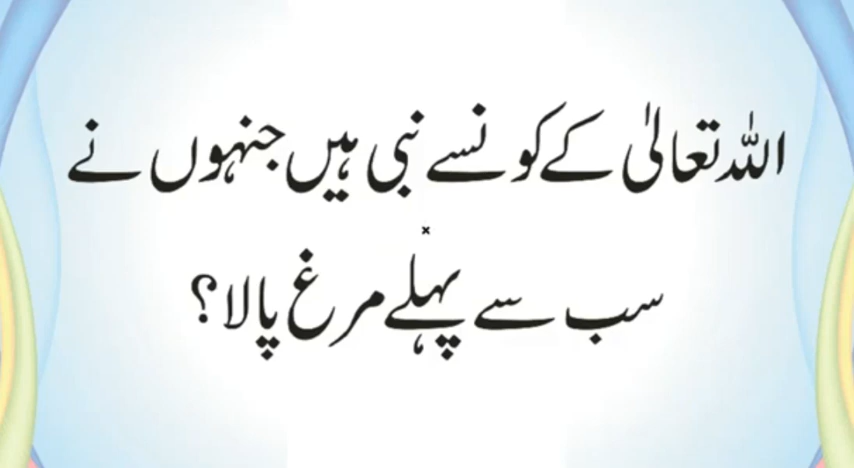 اللہ تعالیٰ کے کونسے نبی ہیں جنہوں نے
سب سے پہلے مرغ پالا؟